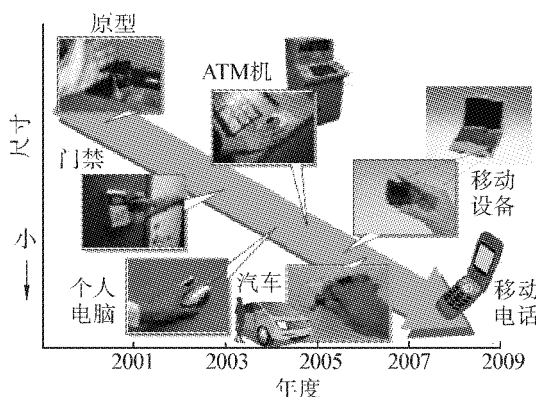 原型
ATM机
尺寸
门禁
移动
设备
小
个人
电脑
汽车
移动
电话
2001
2003
2005
2007
2009
年度